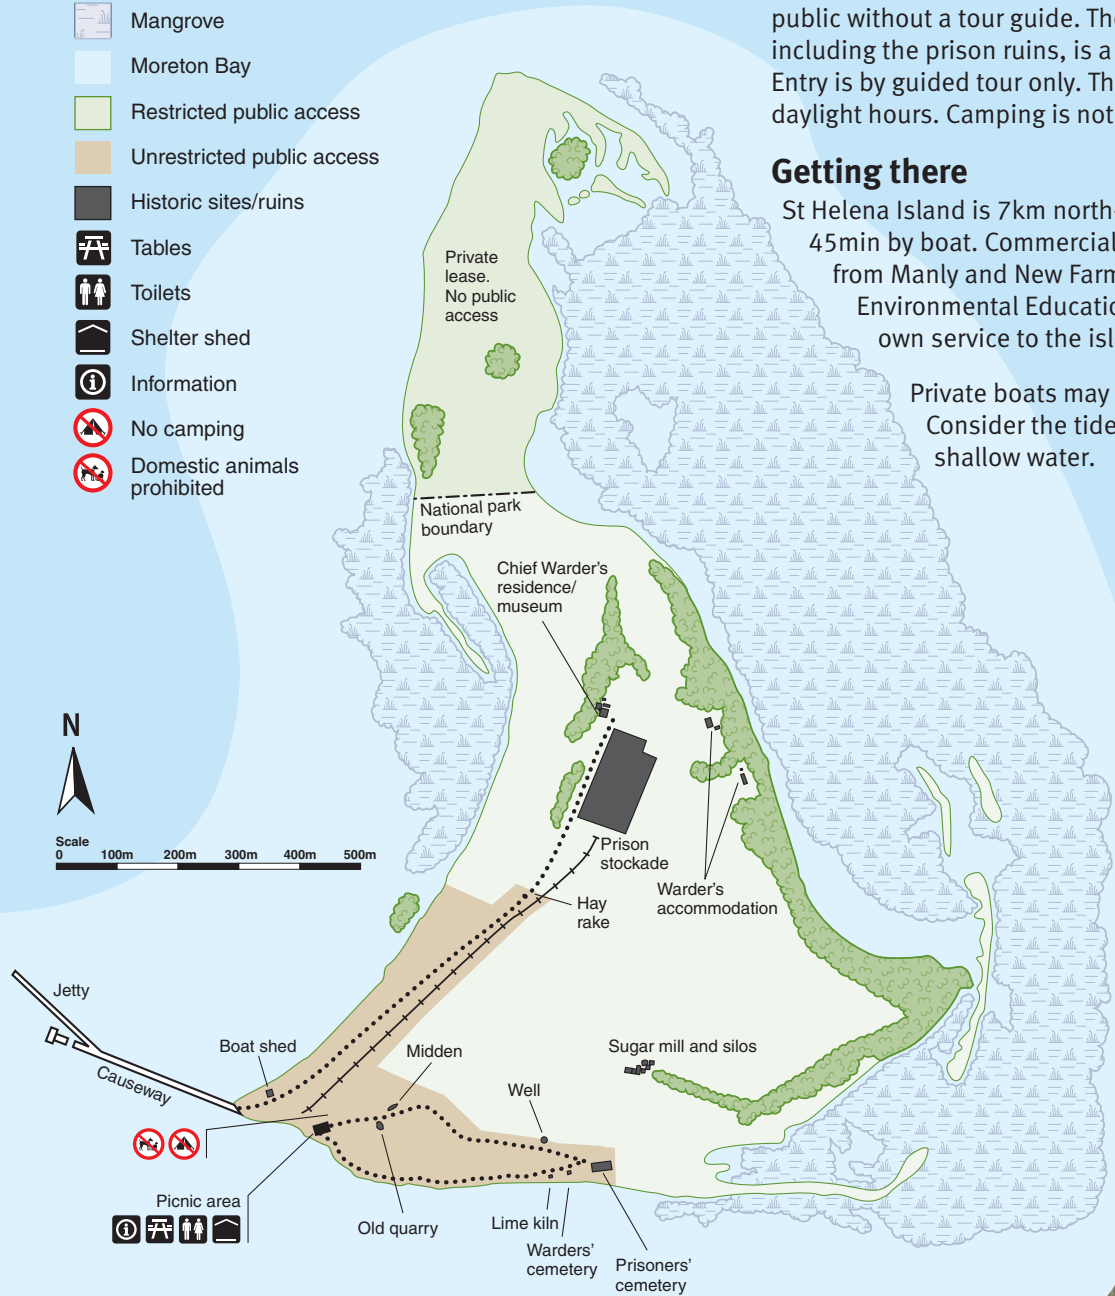 Mangrove
Moreton Bay
Restricted public access
Unrestricted public access
Historic sites/ruins
Tables
Toilets
Shelter shed
Information
No camping
Domestic animals
prohibited
public without a tour guide. The
including the prison ruins, is a
Entry is by guided tour only. Th
daylight hours. Camping is not
Getting there
St Helena Island is 7km north-
45min by boat. Commercial
from Manly and New Farm
Environmental Educatio
own service to the isl
Private boats may
Consider the tide
shallow water.
Private
lease.
No public
access
National park
boundary
Chief Warder’s
residence/
museum
N
Scale
0 100m 200m 300m 400m 500m
Prison
stockade
Warder’s
accommodation
Hay
rake
Jetty
Causeway
Boat shed
Midden
Sugar mill and silos
Well
Picnic area
Old quarry
Lime kiln
Warders’
cemetery
Prisoners’
cemetery